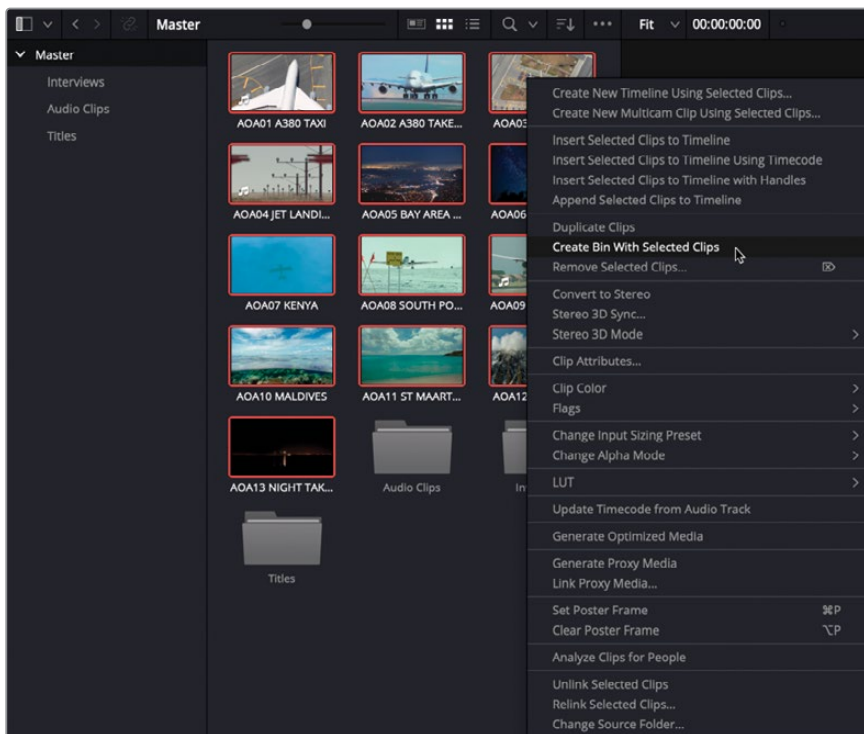 Master
Fit
00:00:00:00
Master
Interviews
Audio Clips
Titles
AOA01 A380 TAXI
AOA02 A380 TAKE...
AOA03
AOA04 JET LANDI...
AOA05 BAY AREA ...
AOA06
AOA07 KENYA
AOA08 SOUTH PO...
AOA09
AOA10 MALDIVES
AOA11 ST MAART...
AOA12
AOA13 NIGHT TAK...
Audio Clips
In
Titles
Create New Timeline Using Selected Clips...
Create New Multicam Clip Using Selected Clips...
Insert Selected Clips to Timeline
Insert Selected Clips to Timeline Using Timecode
Insert Selected Clips to Timeline with Handles
Append Selected Clips to Timeline
Duplicate Clips
Create Bin With Selected Clips
Remove Selected Clips... ⌦
Convert to Stereo
Stereo 3D Sync...
Stereo 3D Mode
Clip Attributes...
Clip Color
Flags
Change Input Sizing Preset
Change Alpha Mode
LUT
Update Timecode from Audio Track
Generate Optimized Media
Generate Proxy Media
Link Proxy Media...
Set Poster Frame ⌘P
Clear Poster Frame ⌥P
Analyze Clips for People
Unlink Selected Clips
Relink Selected Clips...
Change Source Folder...